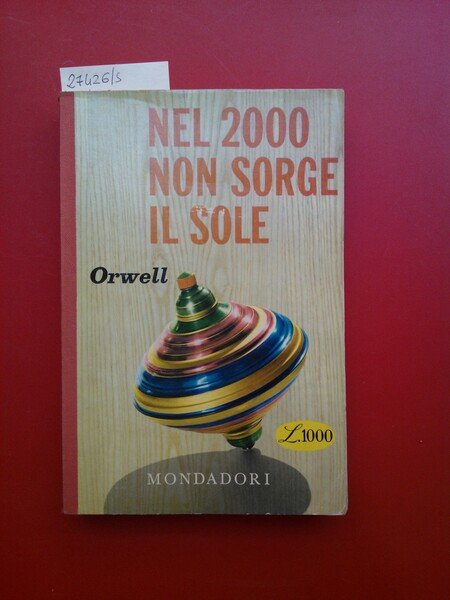 27426/s
NEL 2000
NON SORGE
IL SOLE
Orwell
L.1000
MONDADORI